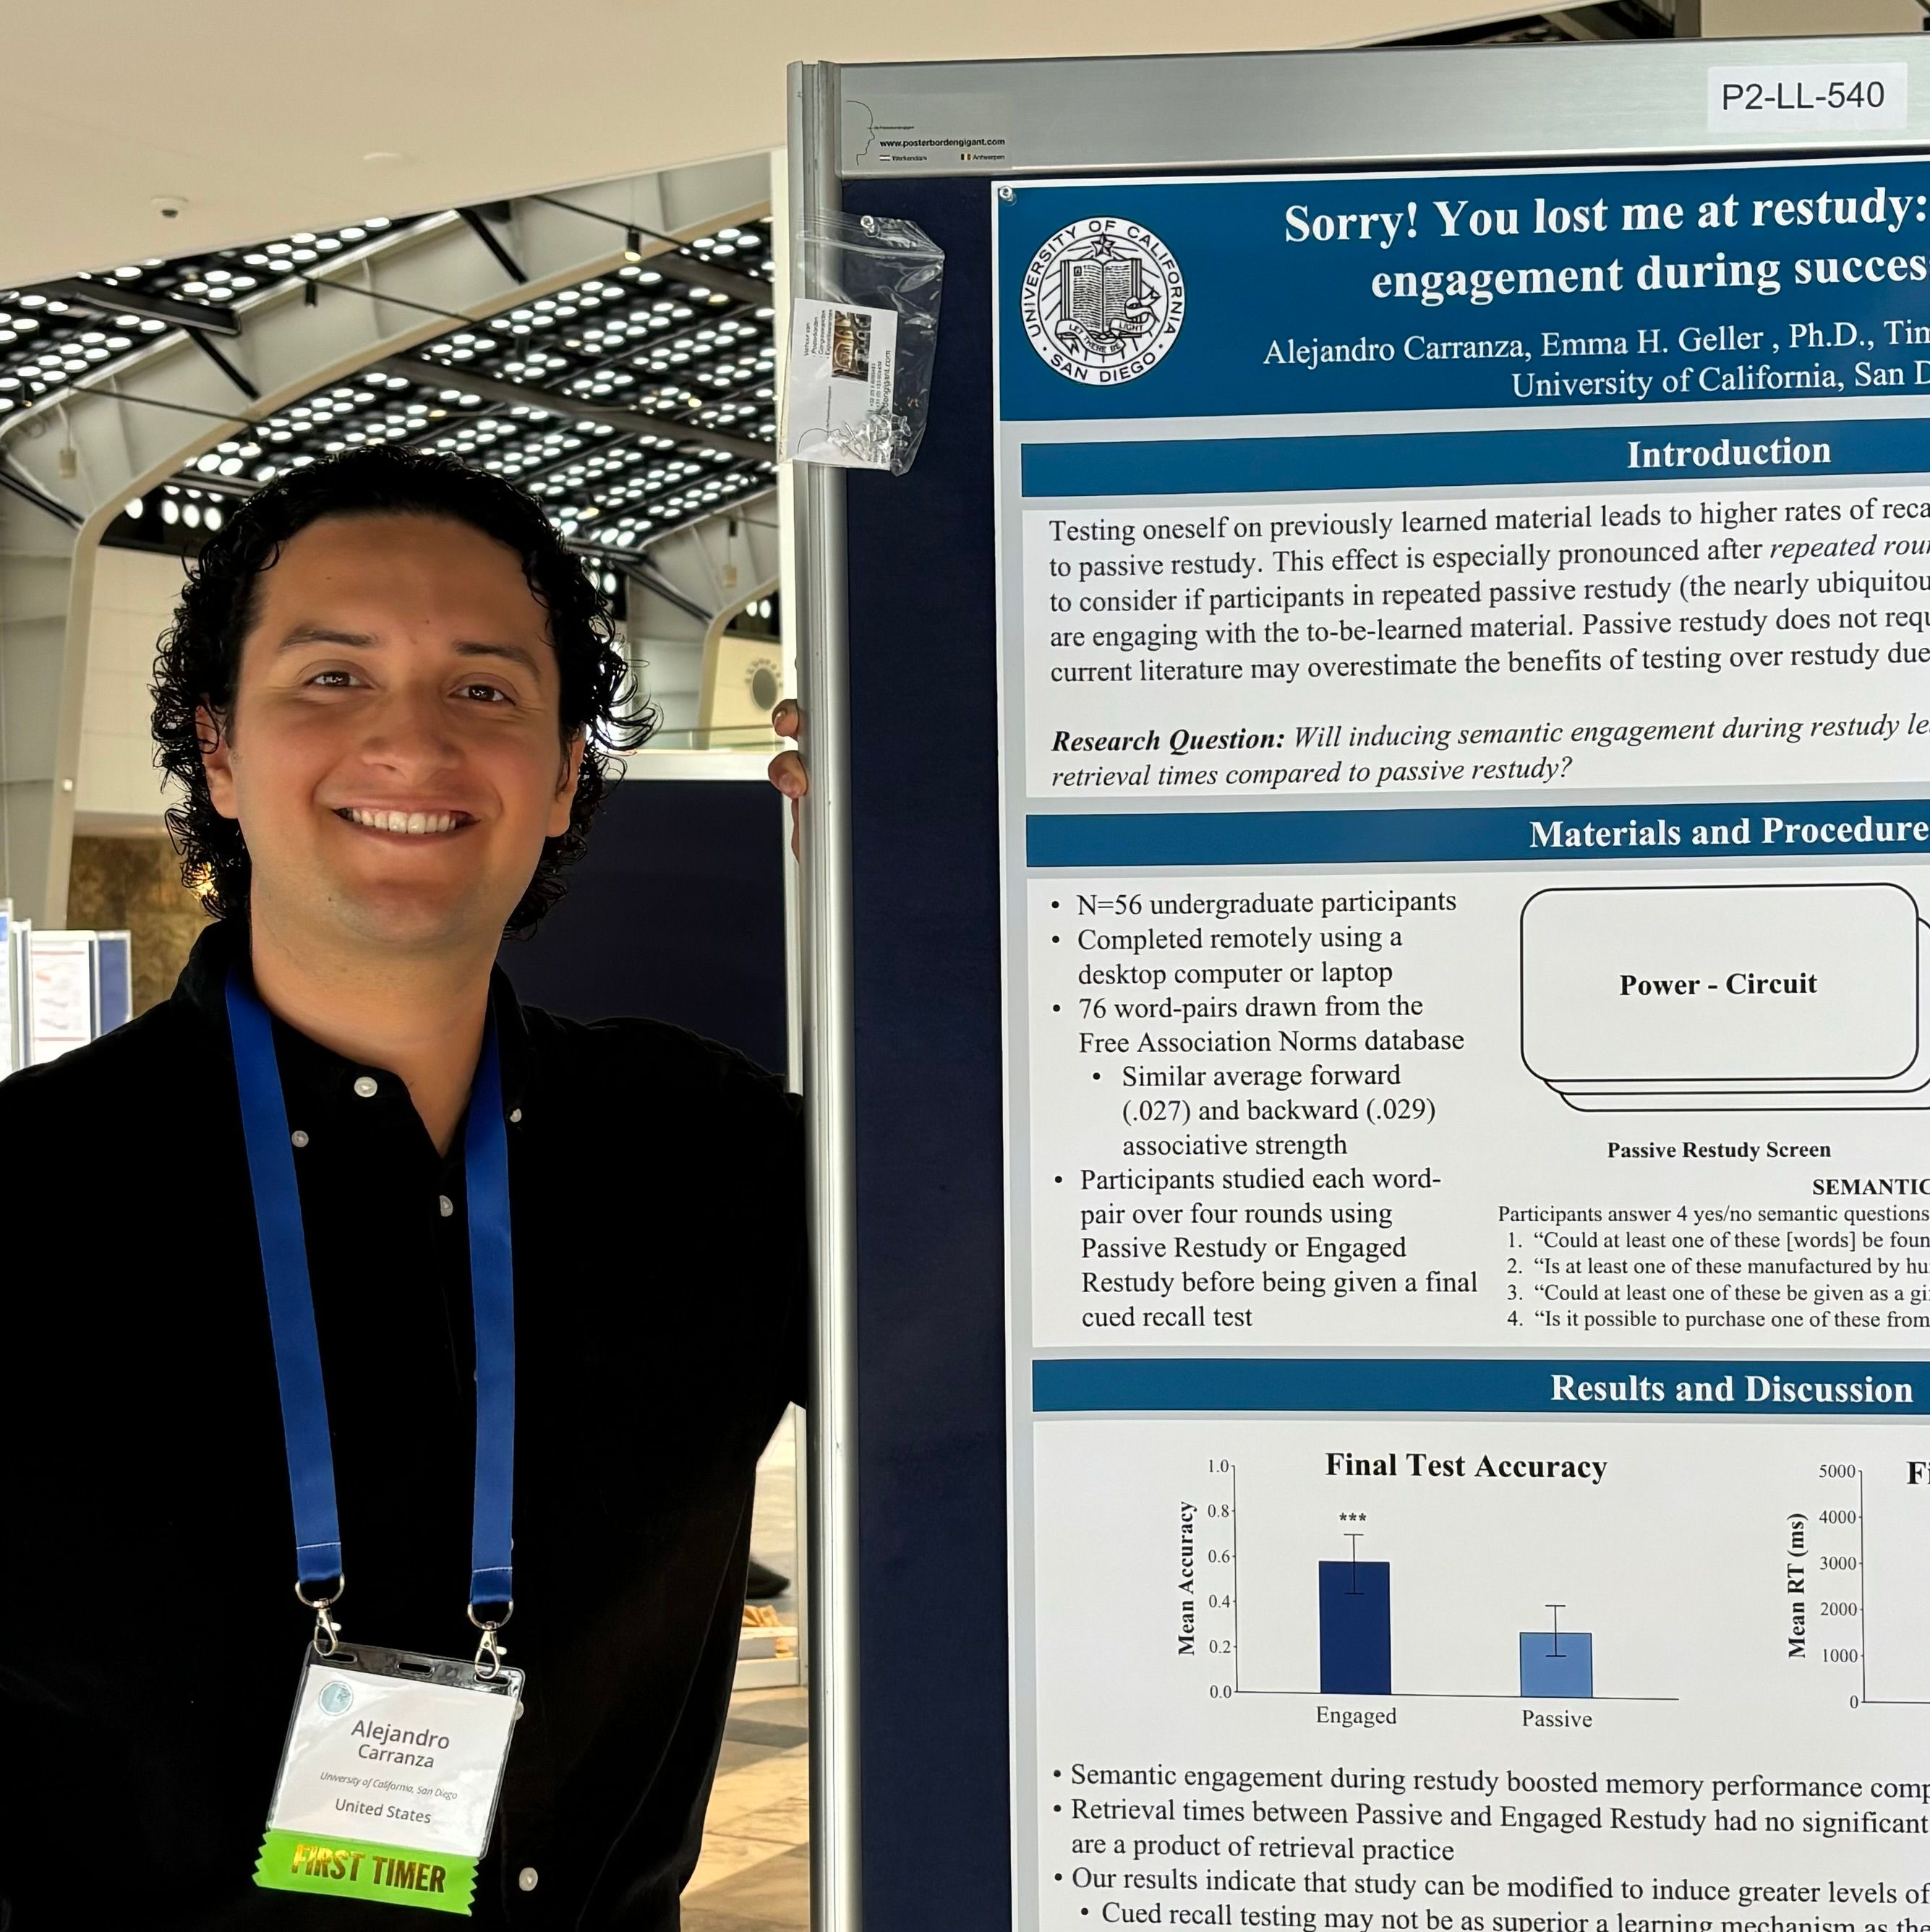 P2-LL-540
www.posterbordengigant.com
Werkendam
Antwerpen
UNIVERSITY OF CALIFORNIA
SAN DIEGO
LET THERE BE LIGHT
Sorry! You lost me at restudy:
engagement during succes
Alejandro Carranza, Emma H. Geller , Ph.D., Tim
University of California, San D
Introduction
Testing oneself on previously learned material leads to higher rates of reca
to passive restudy. This effect is especially pronounced after repeated rou
to consider if participants in repeated passive restudy (the nearly ubiquitou
are engaging with the to-be-learned material. Passive restudy does not requ
current literature may overestimate the benefits of testing over restudy due
Research Question: Will inducing semantic engagement during restudy le
retrieval times compared to passive restudy?
Materials and Procedure
• N=56 undergraduate participants
• Completed remotely using a
desktop computer or laptop
• 76 word-pairs drawn from the
Free Association Norms database
• Similar average forward
(.027) and backward (.029)
associative strength
• Participants studied each word-
pair over four rounds using
Passive Restudy or Engaged
Restudy before being given a final
cued recall test
Power - Circuit
Passive Restudy Screen
SEMANTIC
Participants answer 4 yes/no semantic questions
1. “Could at least one of these [words] be foun
2. “Is at least one of these manufactured by hu
3. “Could at least one of these be given as a gi
4. “Is it possible to purchase one of these from
Results and Discussion
Final Test Accuracy
Mean Accuracy
1.0
0.8
0.6
0.4
0.2
0.0
***
Engaged
Passive
Fi
Mean RT (ms)
5000
4000
3000
2000
1000
0
• Semantic engagement during restudy boosted memory performance comp
• Retrieval times between Passive and Engaged Restudy had no significant
are a product of retrieval practice
• Our results indicate that study can be modified to induce greater levels of
• Cued recall testing may not be as superior a learning mechanism as the
Alejandro
Carranza
University of California, San Diego
United States
FIRST TIMER